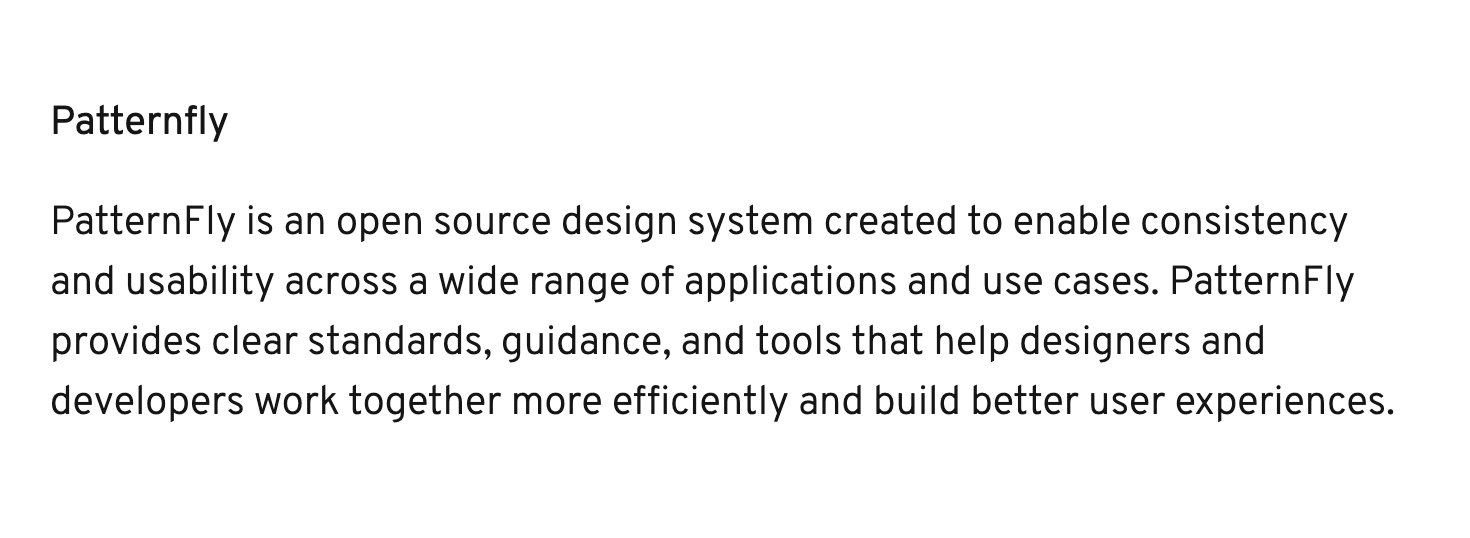 Patternfly
PatternFly is an open source design system created to enable consistency
and usability across a wide range of applications and use cases. PatternFly
provides clear standards, guidance, and tools that help designers and
developers work together more efficiently and build better user experiences.